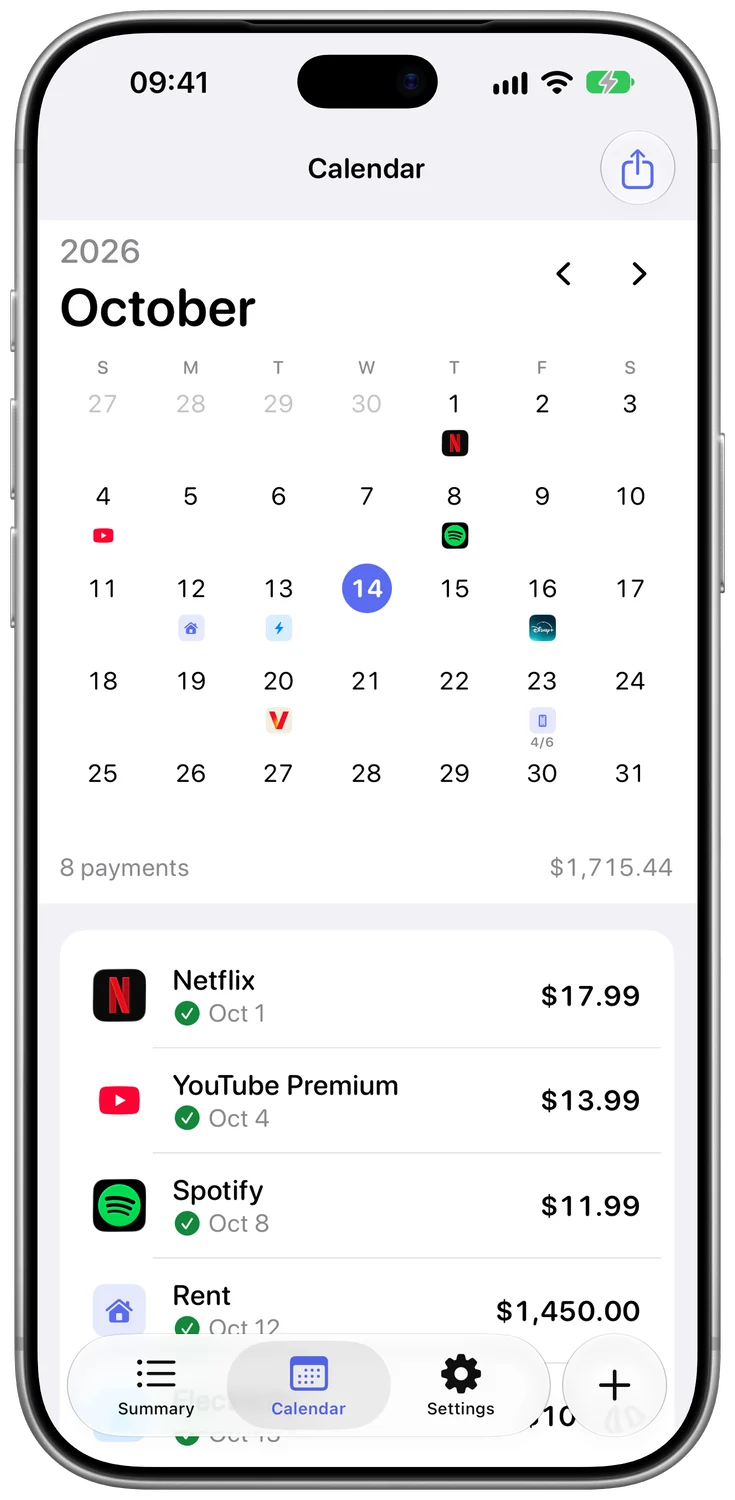 09:41
Calendar
2026
October
S M T W T F S
27 28 29 30 1 2 3
N
4 5 6 7 8 9 10
11 12 13 14 15 16 17
Disney+
18 19 20 21 22 23 24
V
4/6
25 26 27 28 29 30 31
8 payments $1,715.44
N
Netflix
Oct 1
$17.99
YouTube Premium
Oct 4
$13.99
Spotify
Oct 8
$11.99
Rent
Oct 12
$1,450.00
Oct 13
Summary
Calendar
Settings